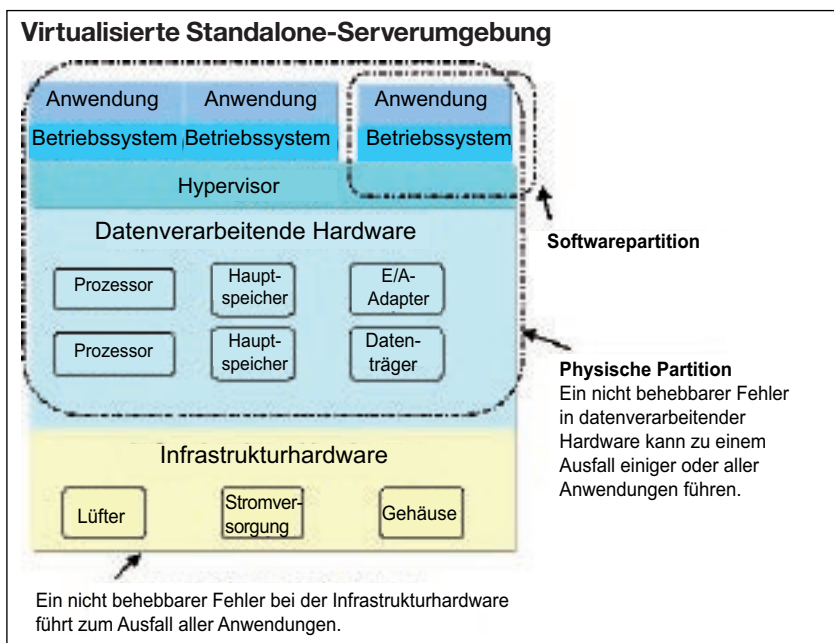 Virtualisierte Standalone-Serverumgebung
Anwendung Anwendung Anwendung
Betriebssystem Betriebssystem Betriebssystem
Hypervisor
Softwarepartition
Datenverarbeitende Hardware
Prozessor
Haupt-
speicher
E/A-
Adapter
Prozessor
Haupt-
speicher
Daten-
träger
Physische Partition
Ein nicht behebbarer Fehler
in datenverarbeitender
Hardware kann zu einem
Ausfall einiger oder aller
Anwendungen führen.
Infrastrukturhardware
Lüfter
Stromver-
sorgung
Gehäuse
Ein nicht behebbarer Fehler bei der Infrastrukturhardware
führt zum Ausfall aller Anwendungen.